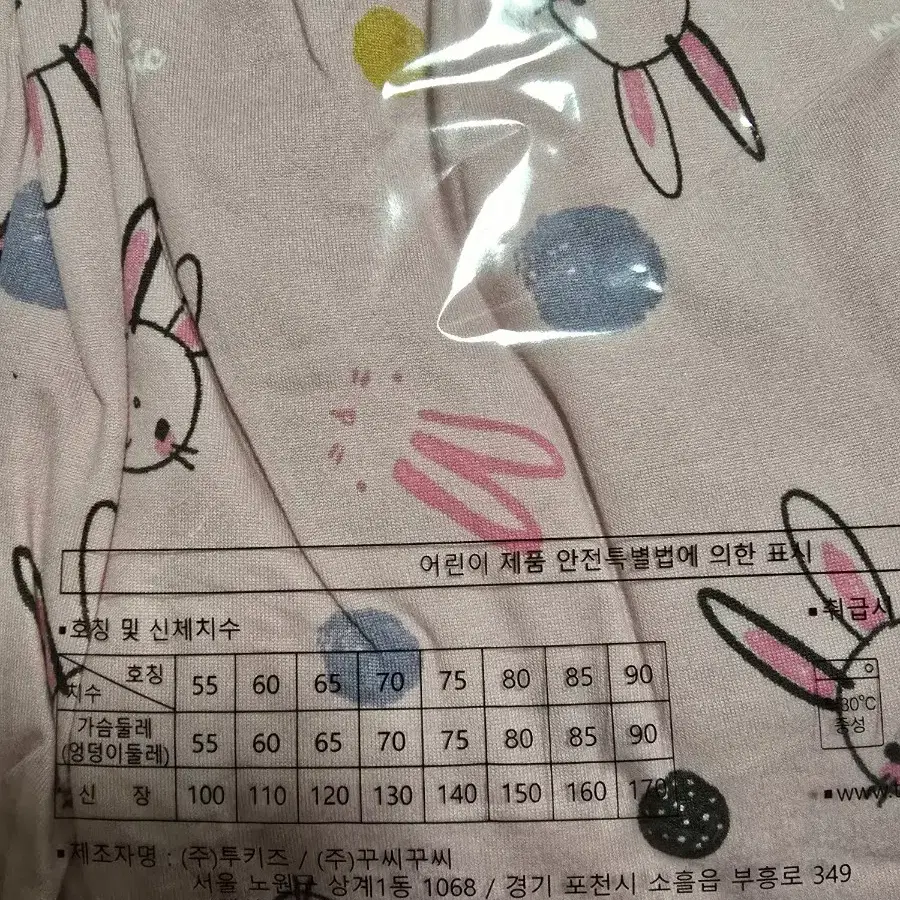 어린이 제품 안전특별법에 의한 표시
▪호칭 및 신체치수
▪취급시
호칭 55 60 65 70 75 80 85 90
치수
30℃
중성
가슴둘레
(엉덩이둘레) 55 60 65 70 75 80 85 90
신 장 100 110 120 130 140 150 160 170
▪www.
▪제조자명 : (주)투키즈 / (주)꾸씨꾸씨
서울 노원구 상계1동 1068 / 경기 포천시 소흘읍 부흥로 349